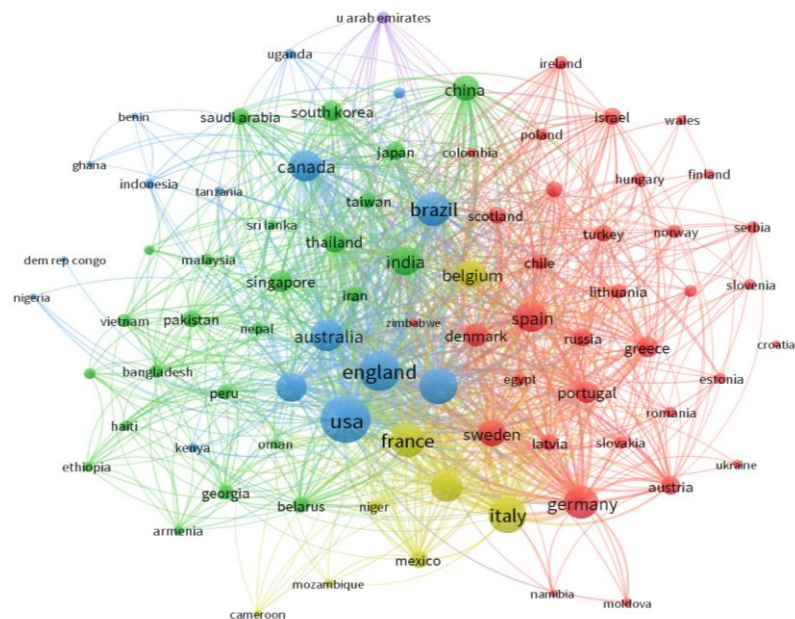 u arab emirates
uganda
ireland
china
saudi arabia
south korea
israel
benin
wales
poland
japan
colombia
ghana
canada
indonesia
tanzania
hungary
finland
taiwan
brazil
scotland
sri lanka
thailand
turkey
norway
serbia
dem rep congo
malaysia
india
belgium
chile
singapore
lithuania
slovenia
nigeria
iran
vietnam
pakistan
nepal
zimbabwe
spain
australia
denmark
russia
greece
croatia
bangladesh
england
egypt
estonia
peru
portugal
usa
romania
haiti
kenya
oman
france
sweden
latvia
slovakia
ethiopia
ukraine
georgia
belarus
niger
italy
germany
austria
armenia
mexico
mozambique
namibia
moldova
cameroon